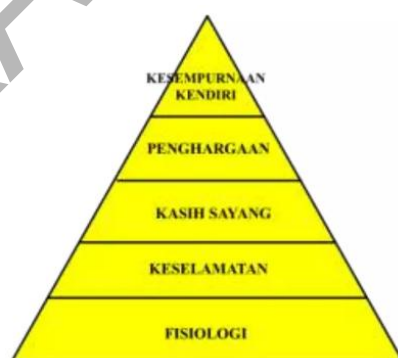 KESEMPURNAAN
KENDIRI
PENGHARGAAN
KASIH SAYANG
KESELAMATAN
FISIOLOGI